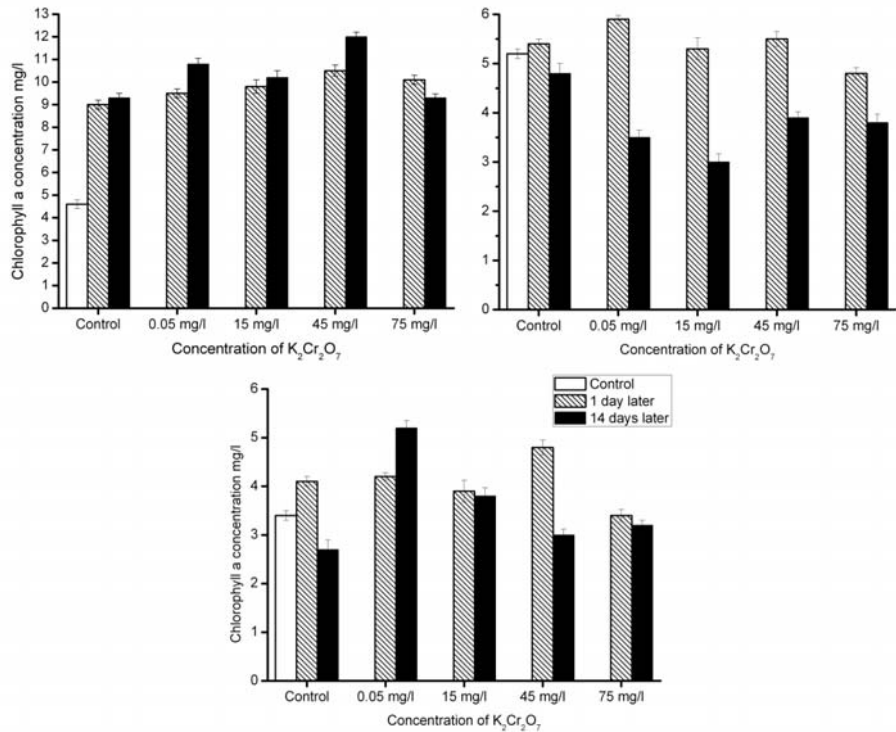 Chlorophyll a concentration mg/l
13
12
11
10
9
8
7
6
5
4
3
2
1
0
Control 0.05 mg/l 15 mg/l 45 mg/l 75 mg/l
Concentration of K₂Cr₂O₇
6
5
4
3
2
1
0
Control 0.05 mg/l 15 mg/l 45 mg/l 75 mg/l
Concentration of K₂Cr₂O₇
Control
1 day later
14 days later
Chlorophyll a concentration mg/l
6
5
4
3
2
1
0
Control 0.05 mg/l 15 mg/l 45 mg/l 75 mg/l
Concentration of K₂Cr₂O₇